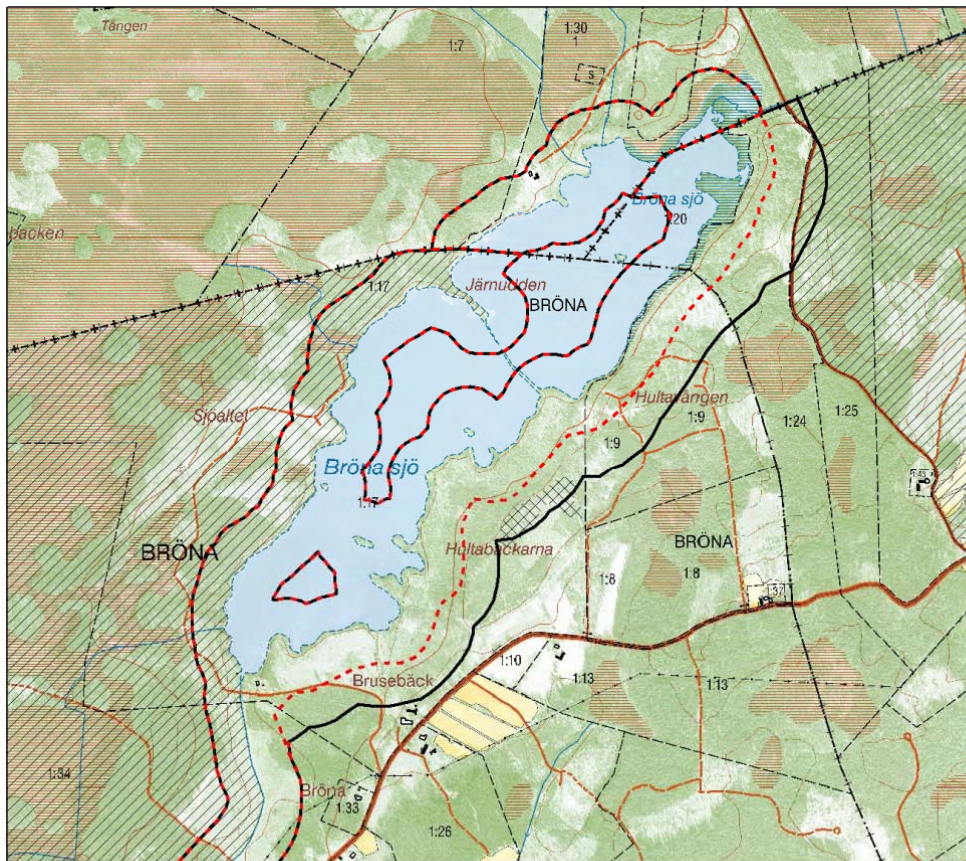 Tången
1:30
1
1:7
S
Bröna sjö
1:20
backen
1:17
Järnudden
BRÖNA
Hultavången
1:9
1:9
Sjöaltet
1:24
1:25
Bröna sjö
1:17
BRÖNA
Hultabackarna
BRÖNA
1:8
1:8
1:37
1:10
1:13
1:13
Brusebäck
1:34
Bröna
1:33
1:26